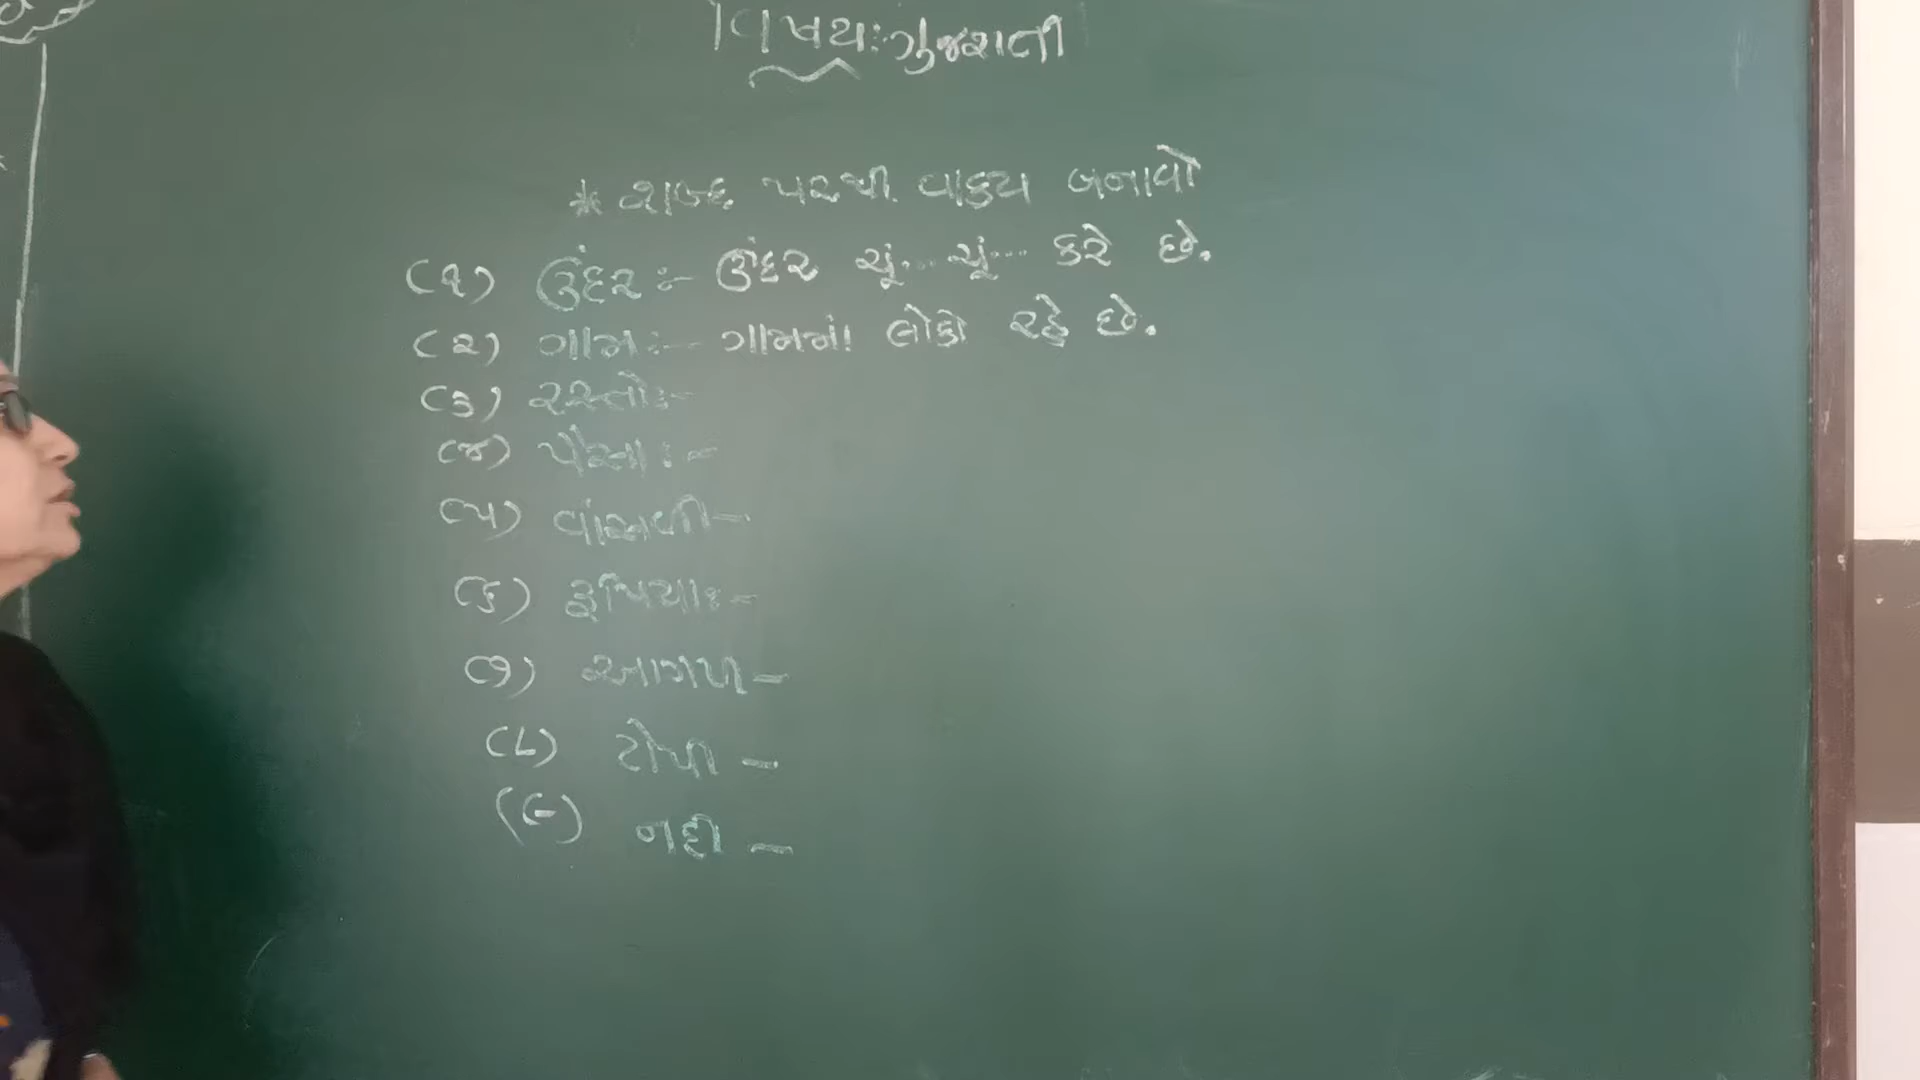 વિષય:ગુજરાતી
* શબ્દ પરથી વાક્ય બનાવો
(૧) ઉંદર :- ઉંદર ચૂં... ચૂં... કરે છે.
(૨) ગામ :- ગામમાં લોકો રહે છે.
(૩) રસ્તો :-
(૪) પૈસા :-
(૫) વાંસળી -
(૬) રૂપિયા :-
(૭) આગળ -
(૮) ટોપી -
(૯) નદી -